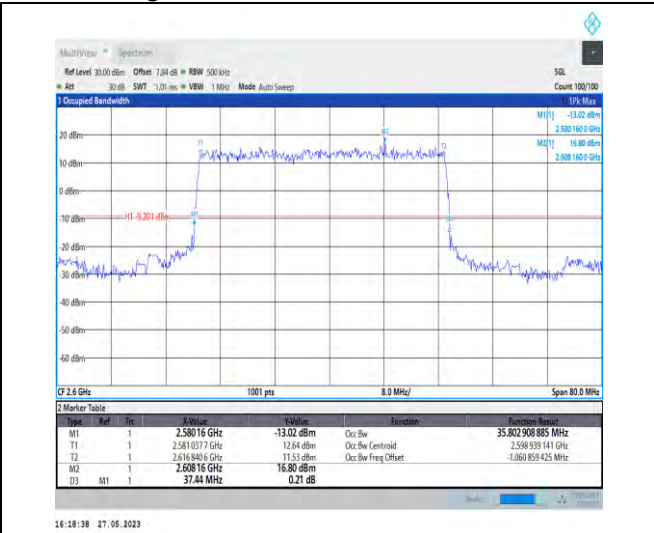 MultiView Spectrum
Ref Level 30.00 dBm Offset 7.84 dB RBW 500 kHz SGL
Att 30 dB SWT 1.01 ms VBW 1 MHz Mode Auto Sweep Count 100/100
1 Occupied Bandwidth 1Pk Max
M1[1] -13.02 dBm
2.580 160 0 GHz
20 dBm
M2[1] 16.80 dBm
2.608 160 0 GHz
M2
T1
T2
10 dBm
0 dBm
H1 -9.201 dBm
M1
-10 dBm
-20 dBm
-30 dBm
-40 dBm
-50 dBm
-60 dBm
CF 2.6 GHz 1001 pts 8.0 MHz/ Span 80.0 MHz
2 Marker Table
Type Ref Trc X-Value Y-Value Function Function Result
M1 1 2.58016 GHz -13.02 dBm Occ Bw 35.802 908 885 MHz
T1 1 2.581 037 7 GHz 12.64 dBm Occ Bw Centroid 2.598 939 141 GHz
T2 1 2.616 840 6 GHz 11.53 dBm Occ Bw Freq Offset -1.060 859 425 MHz
M2 1 2.60816 GHz 16.80 dBm
D3 M1 1 37.44 MHz 0.21 dB
16:18:38 27.05.2023